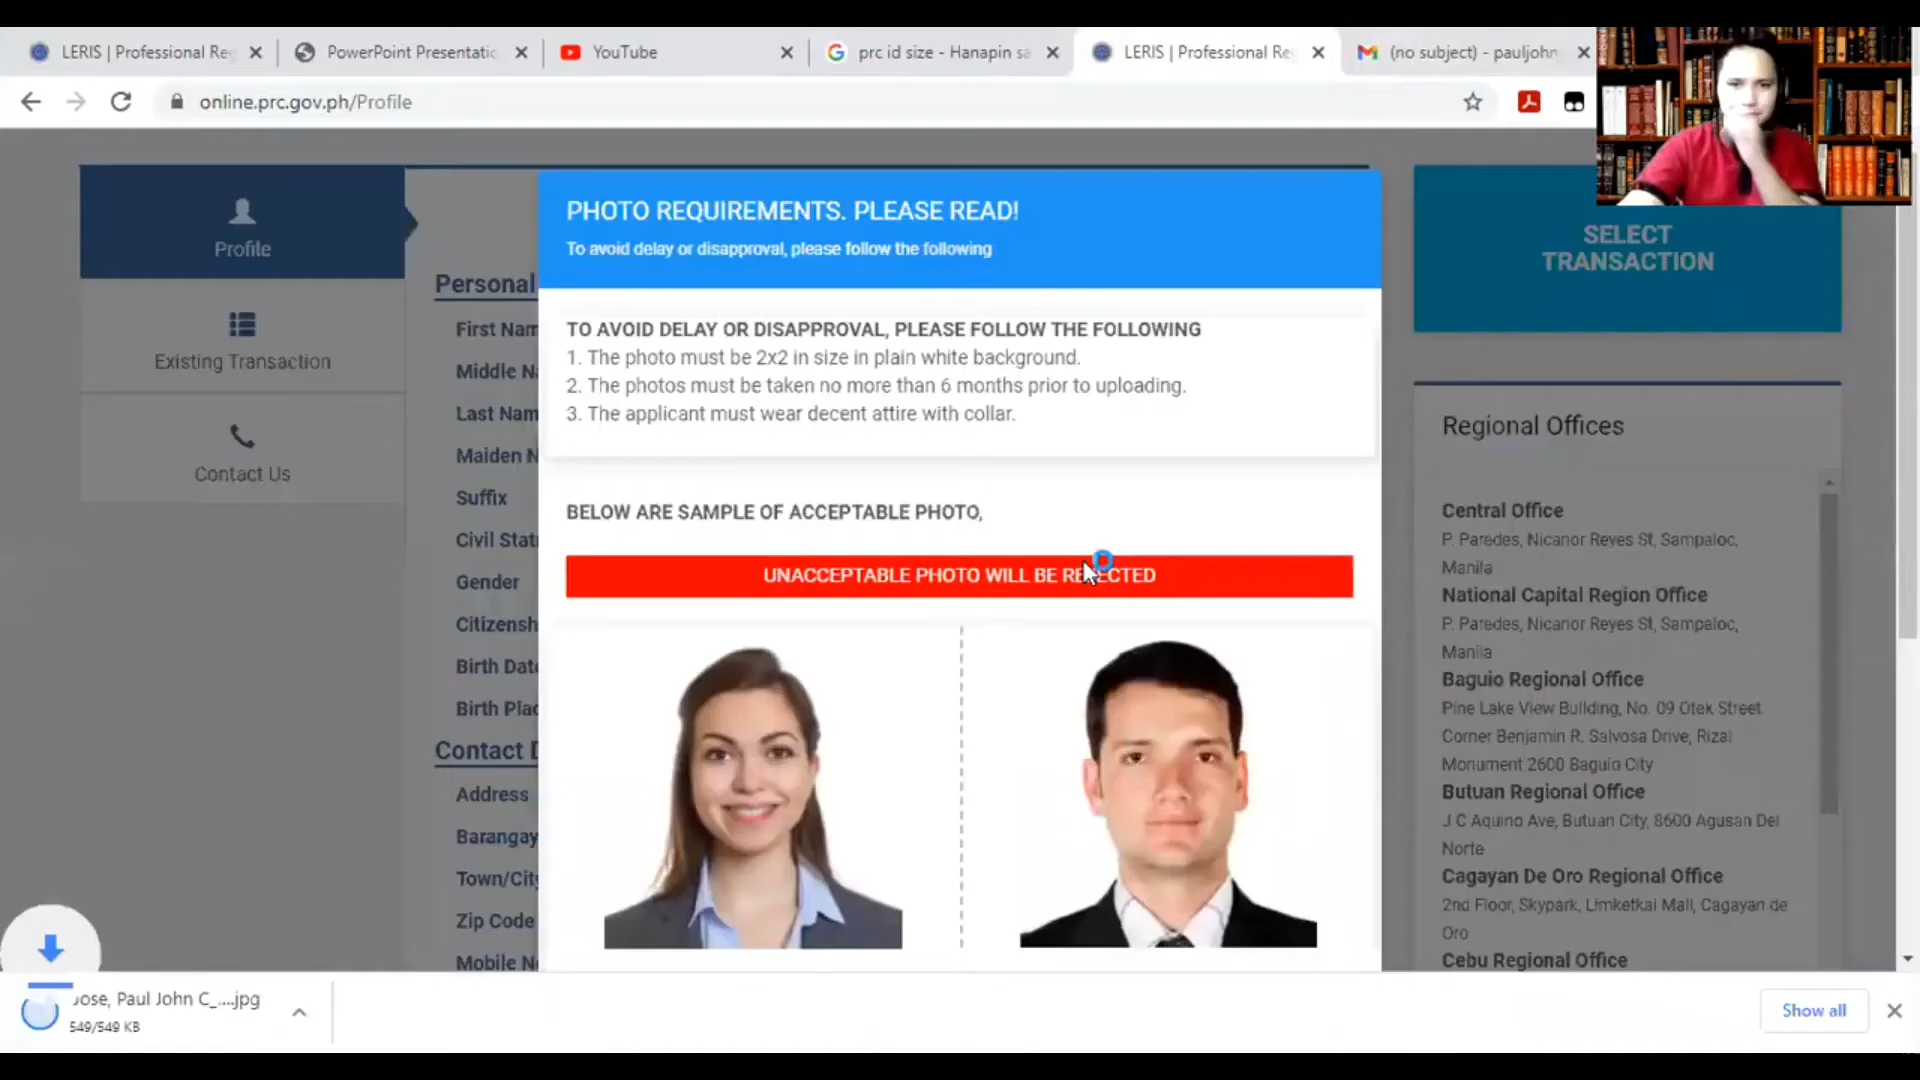 LERIS | Professional Reg
PowerPoint Presentatio
YouTube
prc id size - Hanapin sa
LERIS | Professional Re
(no subject) - pauljohn
online.prc.gov.ph/Profile
Profile
Existing Transaction
Contact Us
Personal
First Nam
Middle Na
Last Nam
Maiden N
Suffix
Civil Stat
Gender
Citizensh
Birth Date
Birth Plac
Contact D
Address
Barangay
Town/City
Zip Code
Mobile N
PHOTO REQUIREMENTS. PLEASE READ!
To avoid delay or disapproval, please follow the following
TO AVOID DELAY OR DISAPPROVAL, PLEASE FOLLOW THE FOLLOWING
1. The photo must be 2x2 in size in plain white background.
2. The photos must be taken no more than 6 months prior to uploading.
3. The applicant must wear decent attire with collar.
BELOW ARE SAMPLE OF ACCEPTABLE PHOTO,
UNACCEPTABLE PHOTO WILL BE REJECTED
SELECT
TRANSACTION
Regional Offices
Central Office
P. Paredes, Nicanor Reyes St, Sampaloc,
Manila
National Capital Region Office
P. Paredes, Nicanor Reyes St, Sampaloc,
Manila
Baguio Regional Office
Pine Lake View Building, No. 09 Otek Street
Corner Benjamin R. Salvosa Drive, Rizal
Monument 2600 Baguio City
Butuan Regional Office
J C Aquino Ave, Butuan City, 8600 Agusan Del
Norte
Cagayan De Oro Regional Office
2nd Floor, Skypark, Limketkai Mall, Cagayan de
Oro
Cebu Regional Office
Jose, Paul John C_....jpg
549/549 KB
Show all